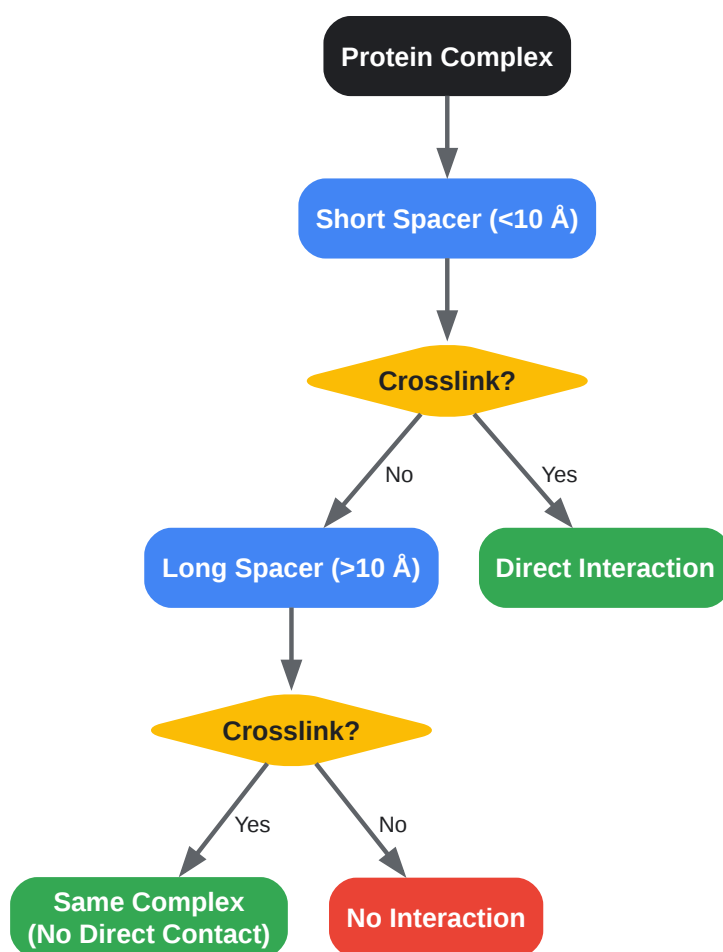 Protein Complex
Short Spacer (<10 Å)
Crosslink?
No
Yes
Long Spacer (>10 Å)
Direct Interaction
Crosslink?
Yes
No
Same Complex
(No Direct Contact)
No Interaction